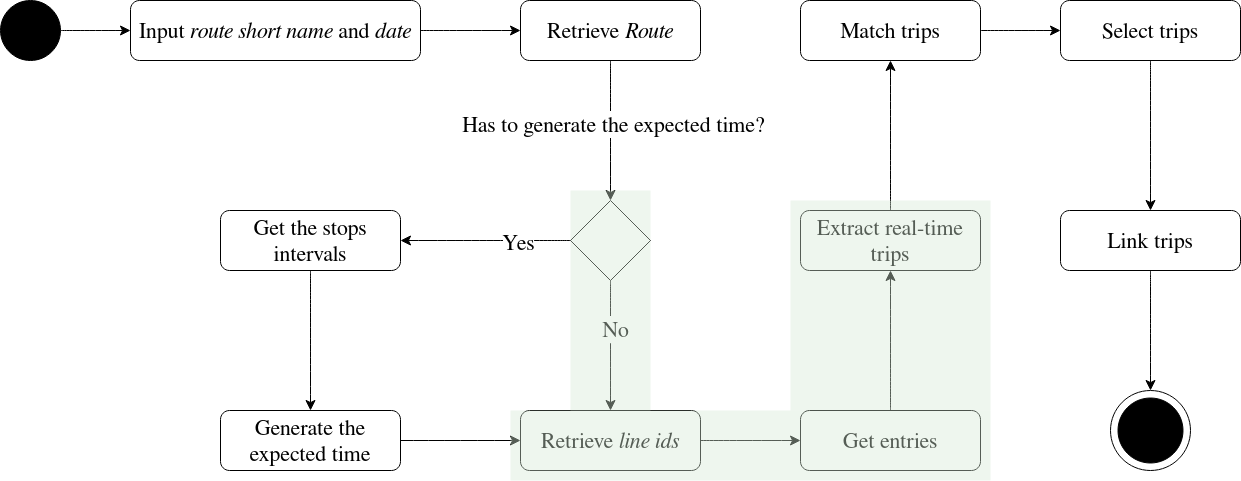 Input route short name and date
Retrieve Route
Match trips
Select trips
Has to generate the expected time?
Get the stops
intervals
Yes
Extract real-time
trips
Link trips
No
Generate the
expected time
Retrieve line ids
Get entries